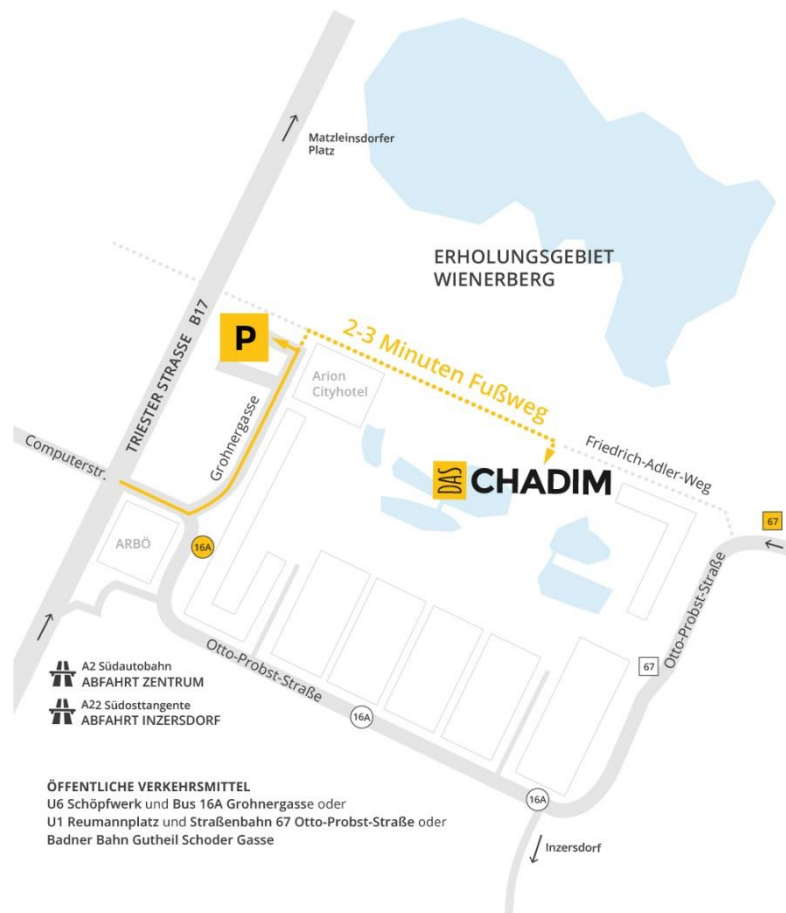 Matzleinsdorfer
Platz
ERHOLUNGSGEBIET
WIENERBERG
TRIESTER STRASSE B17
P
2-3 Minuten Fußweg
Arion
Cityhotel
Grohnergasse
Computerstr.
Friedrich-Adler-Weg
DAS CHADIM
67
16A
ARBÖ
Otto-Probst-Straße
67
Otto-Probst-Straße
A2 Südautobahn
ABFAHRT ZENTRUM
A22 Südosttangente
ABFAHRT INZERSDORF
16A
16A
Inzersdorf
ÖFFENTLICHE VERKEHRSMITTEL
U6 Schöpfwerk und Bus 16A Grohnergasse oder
U1 Reumannplatz und Straßenbahn 67 Otto-Probst-Straße oder
Badner Bahn Gutheil Schoder Gasse